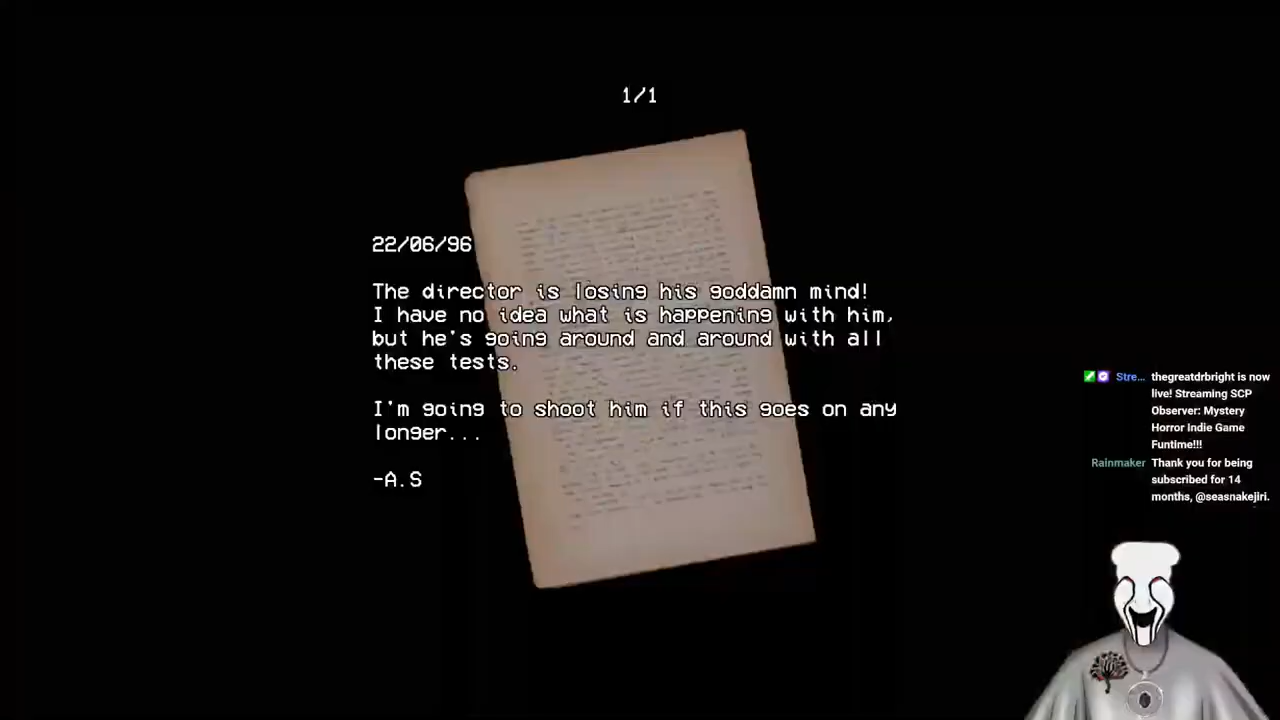 1/1
22/06/96
The director is losing his goddamn mind!
I have no idea what is happening with him,
but he's going around and around with all
these tests.
I'm going to shoot him if this goes on any
longer...
-A.S
Stre... thegreatdrbright is now
live! Streaming SCP
Observer: Mystery
Horror Indie Game
Funtime!!!
Rainmaker Thank you for being
subscribed for 14
months, @seasnakejiri.